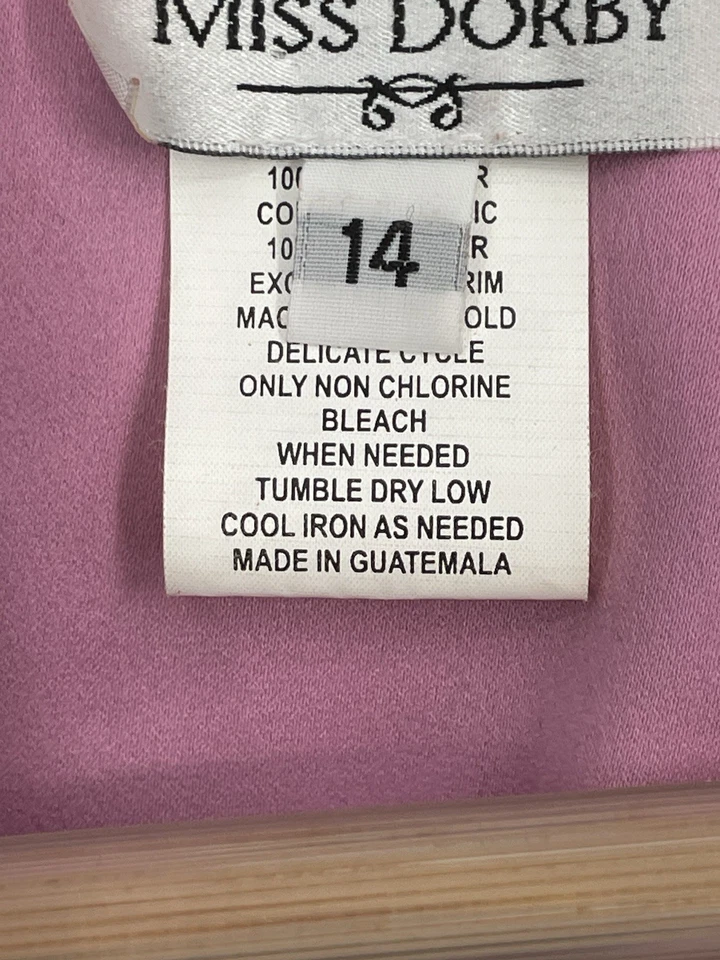 MISS DORBY
14
DELICATE CYCLE
ONLY NON CHLORINE
BLEACH
WHEN NEEDED
TUMBLE DRY LOW
COOL IRON AS NEEDED
MADE IN GUATEMALA